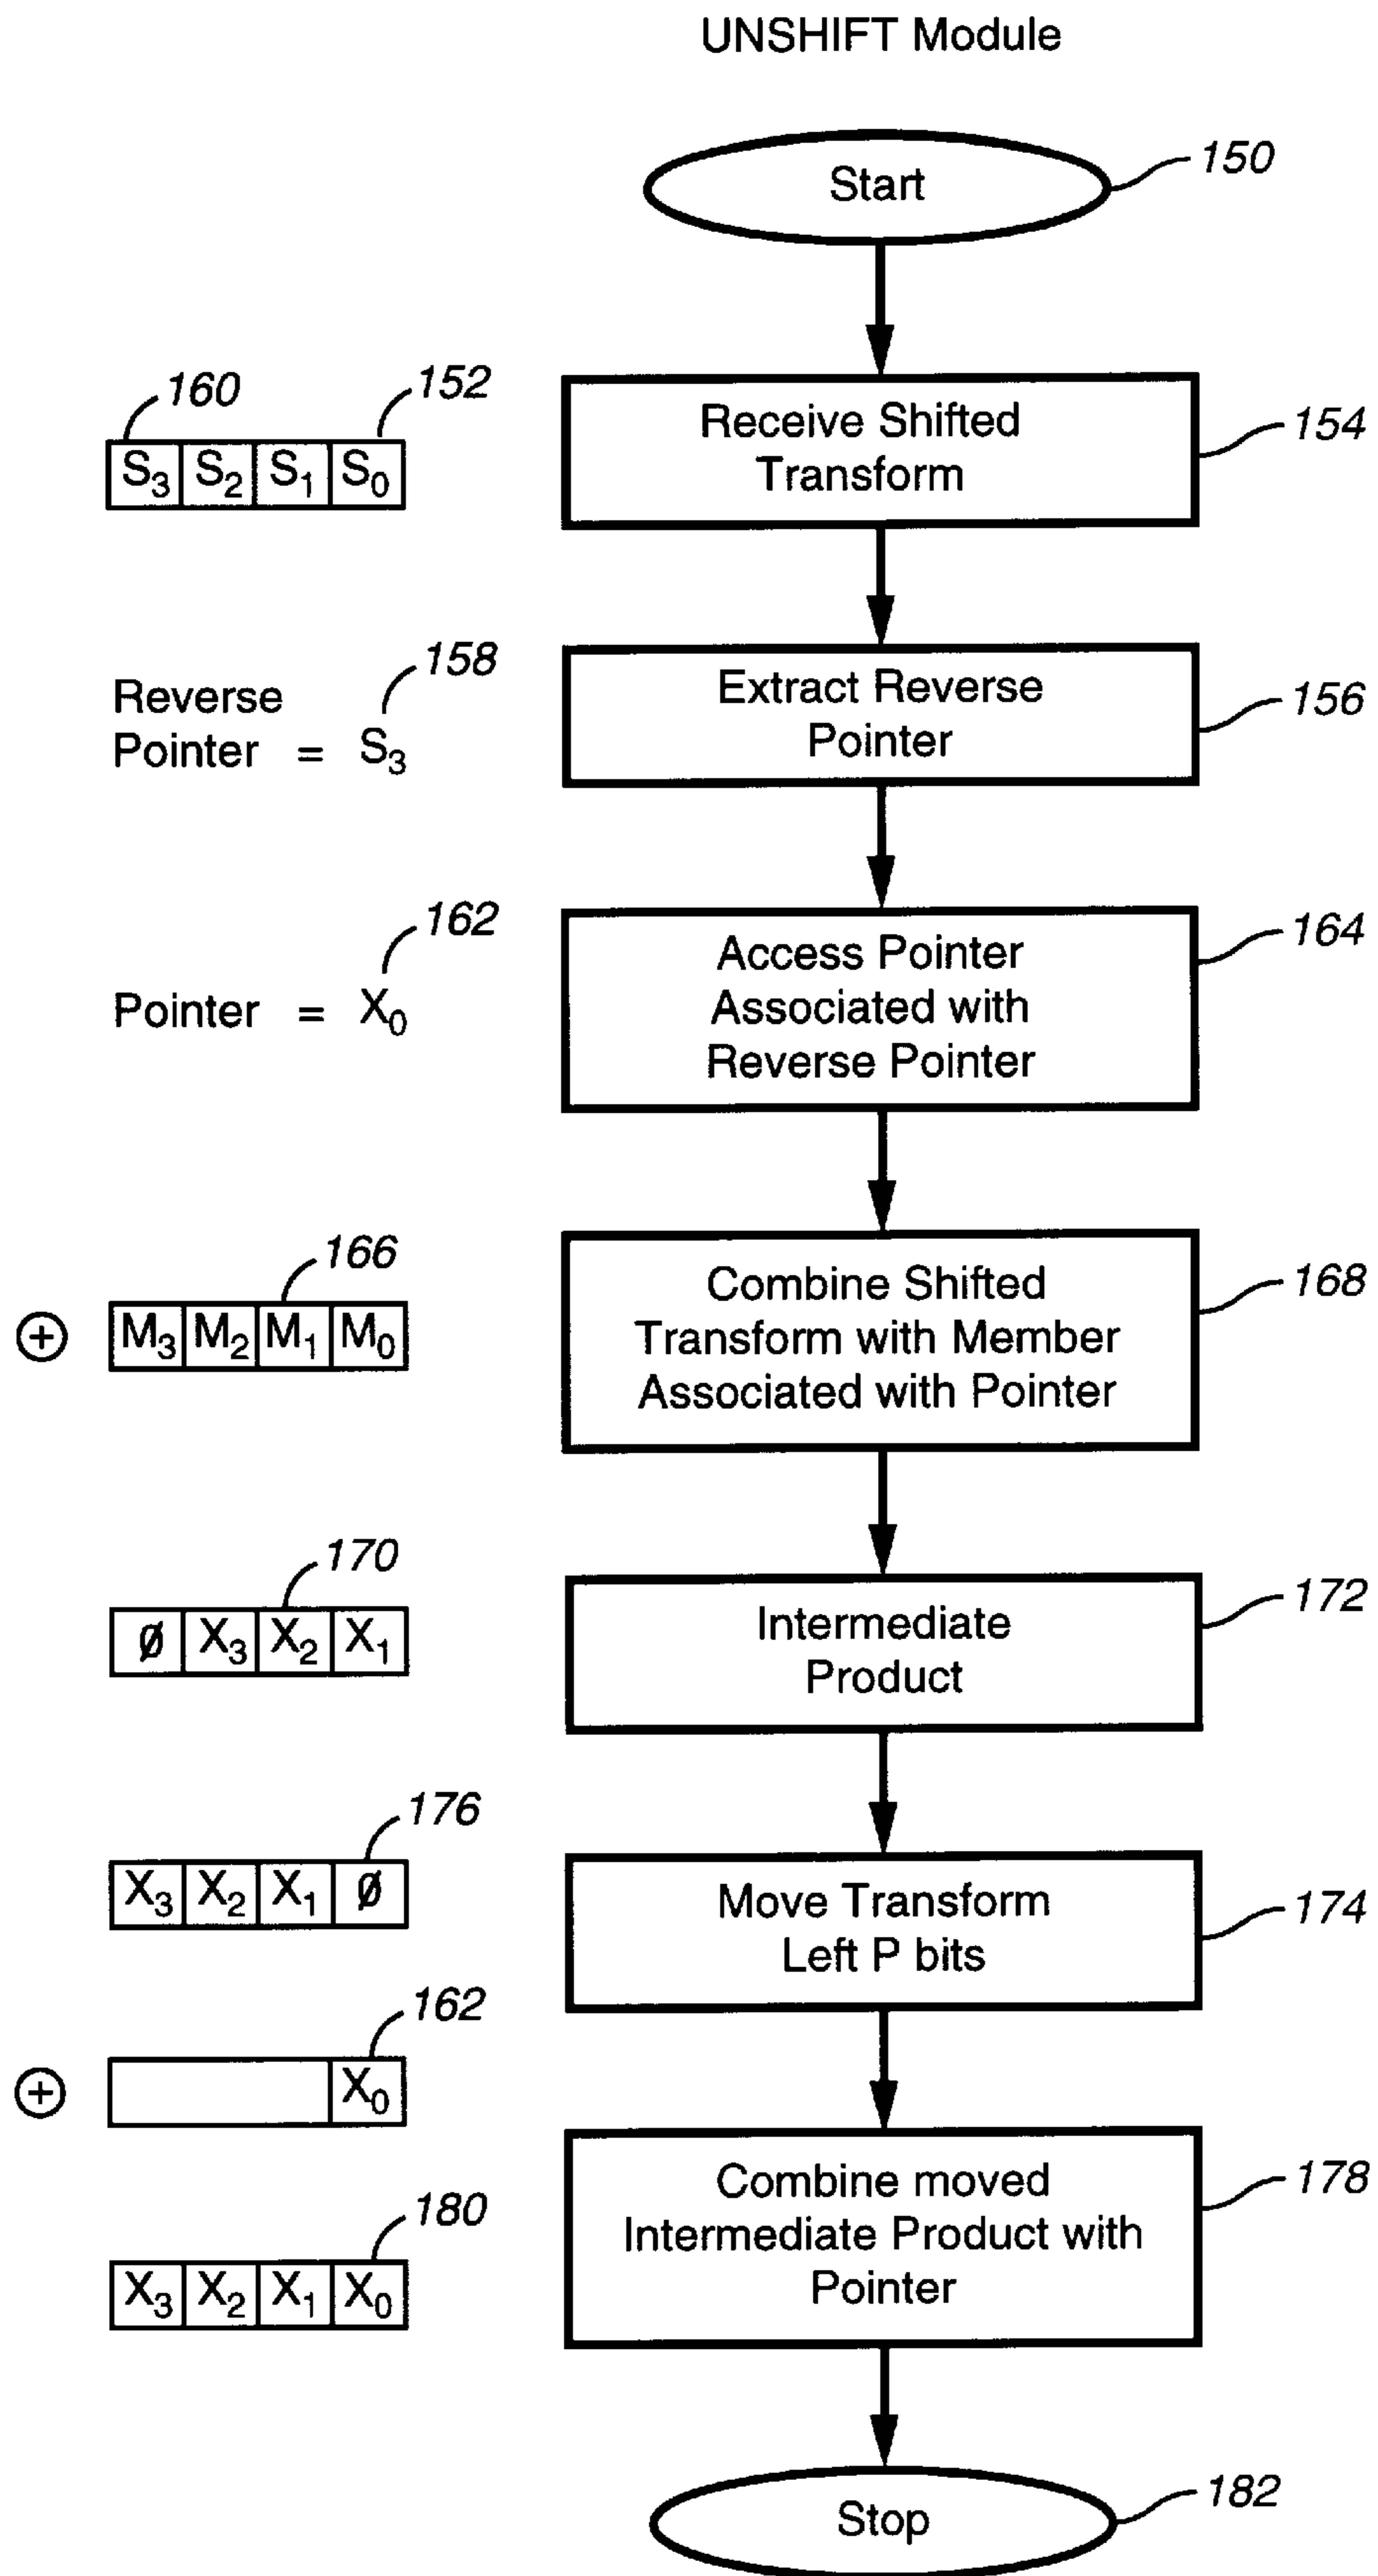 UNSHIFT Module
Start
150
160
152
S3 S2 S1 S0
Receive Shifted
Transform
154
158
Reverse
Pointer = S3
Extract Reverse
Pointer
156
162
Pointer = X0
Access Pointer
Associated with
Reverse Pointer
164
166
⊕ M3 M2 M1 M0
Combine Shifted
Transform with Member
Associated with Pointer
168
170
Ø X3 X2 X1
Intermediate
Product
172
176
X3 X2 X1 Ø
Move Transform
Left P bits
174
162
⊕ X0
180
X3 X2 X1 X0
Combine moved
Intermediate Product with
Pointer
178
Stop
182